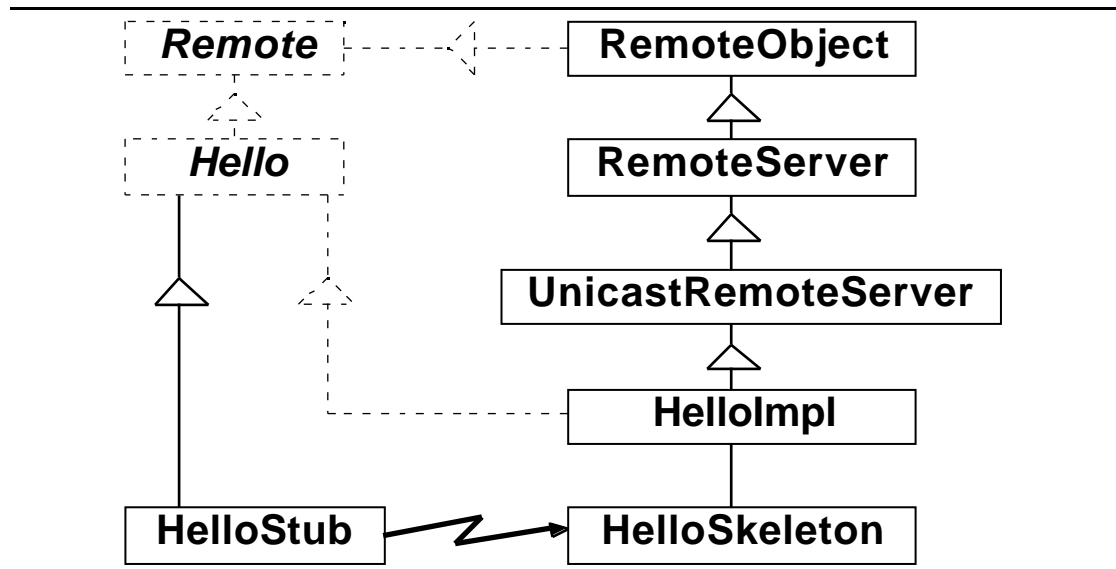 Remote
RemoteObject
Hello
RemoteServer
UnicastRemoteServer
HelloImpl
HelloStub
HelloSkeleton